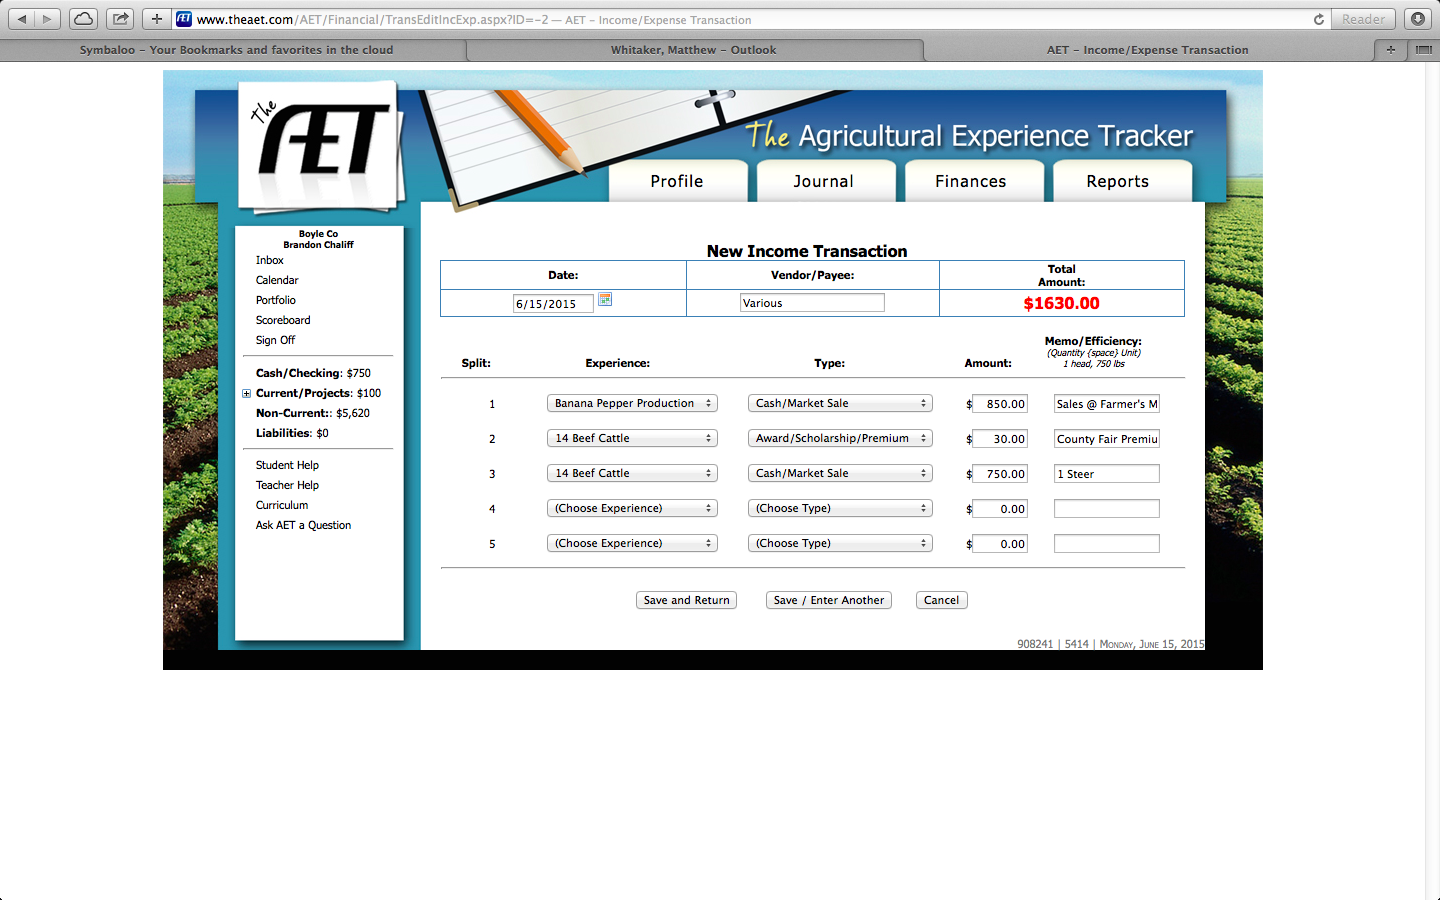 www.theaet.com/AET/Financial/TransEditIncExp.aspx?ID=-2 — AET - Income/Expense Transaction
Reader
Symbaloo - Your Bookmarks and favorites in the cloud
Whitaker, Matthew - Outlook
AET - Income/Expense Transaction
The AET
The Agricultural Experience Tracker
Profile
Journal
Finances
Reports
Boyle Co
Brandon Chaliff
Inbox
Calendar
Portfolio
Scoreboard
Sign Off
Cash/Checking: $750
Current/Projects: $100
Non-Current:: $5,620
Liabilities: $0
Student Help
Teacher Help
Curriculum
Ask AET a Question
New Income Transaction
Date: Vendor/Payee: Total Amount:
6/15/2015 Various $1630.00
Split: Experience: Type: Amount: Memo/Efficiency:
(Quantity {space} Unit)
1 head, 750 lbs
1 Banana Pepper Production Cash/Market Sale $ 850.00 Sales @ Farmer's M
2 14 Beef Cattle Award/Scholarship/Premium $ 30.00 County Fair Premiu
3 14 Beef Cattle Cash/Market Sale $ 750.00 1 Steer
4 (Choose Experience) (Choose Type) $ 0.00
5 (Choose Experience) (Choose Type) $ 0.00
Save and Return Save / Enter Another Cancel
908241 | 5414 | Monday, June 15, 2015